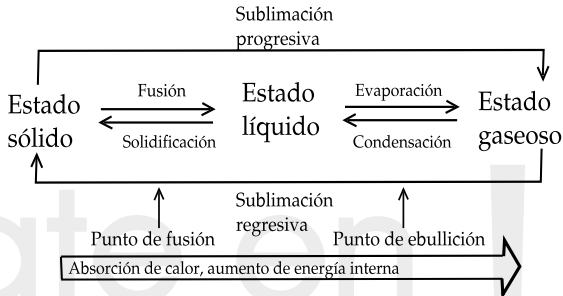 Sublimación
progresiva
Estado
sólido
Fusión
Solidificación
Estado
líquido
Evaporación
Condensación
Estado
gaseoso
Sublimación
regresiva
Punto de fusión
Punto de ebullición
Absorción de calor, aumento de energía interna